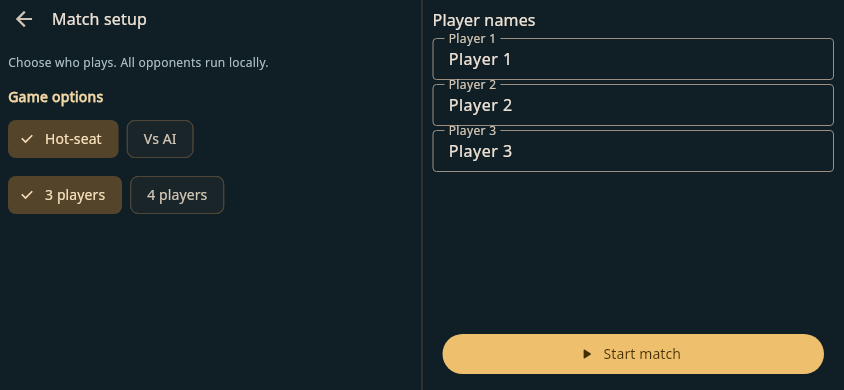 Match setup
Choose who plays. All opponents run locally.
Game options
Hot-seat
Vs AI
3 players
4 players
Player names
Player 1
Player 1
Player 2
Player 2
Player 3
Player 3
Start match